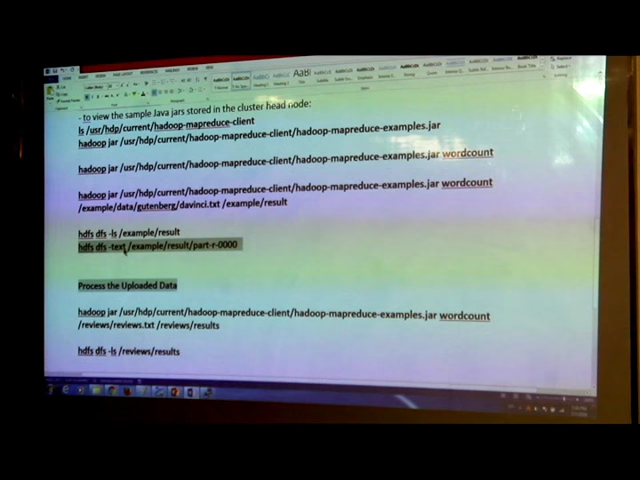 - to view the sample Java jars stored in the cluster head node:
ls /usr/hdp/current/hadoop-mapreduce-client
hadoop jar /usr/hdp/current/hadoop-mapreduce-client/hadoop-mapreduce-examples.jar
hadoop jar /usr/hdp/current/hadoop-mapreduce-client/hadoop-mapreduce-examples.jar wordcount
hadoop jar /usr/hdp/current/hadoop-mapreduce-client/hadoop-mapreduce-examples.jar wordcount
/example/data/gutenberg/davinci.txt /example/result
hdfs dfs -ls /example/result
hdfs dfs -text /example/result/part-r-0000
Process the Uploaded Data
hadoop jar /usr/hdp/current/hadoop-mapreduce-client/hadoop-mapreduce-examples.jar wordcount
/reviews/reviews.txt /reviews/results
hdfs dfs -ls /reviews/results